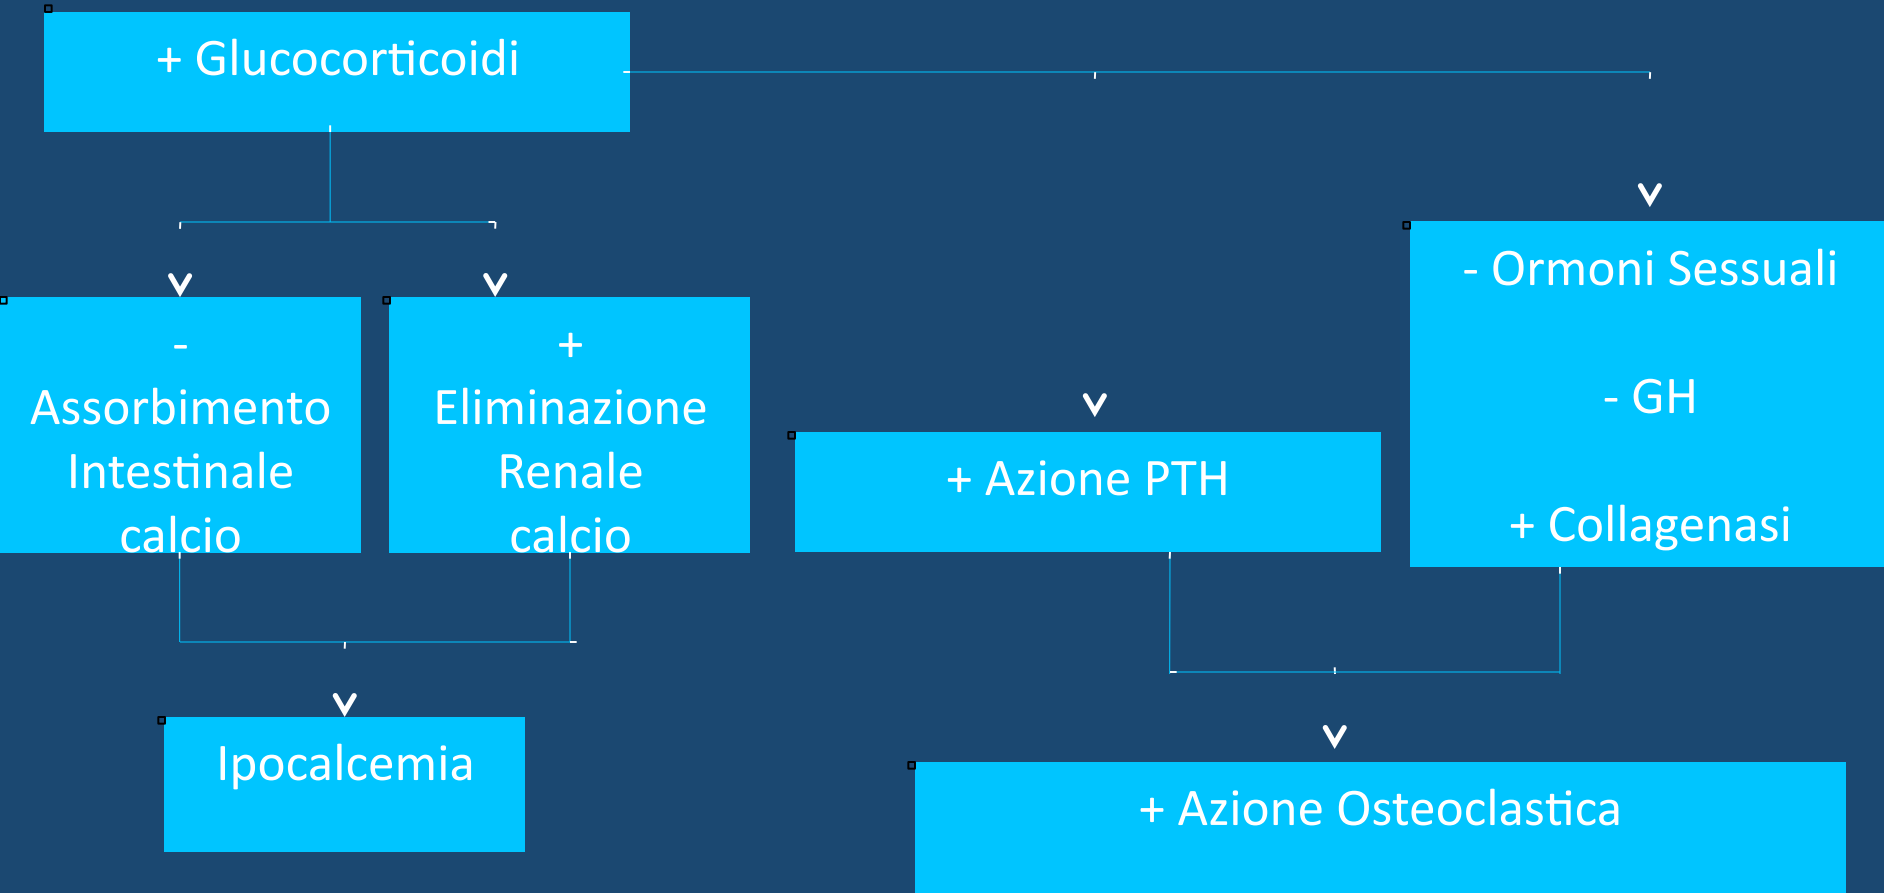 + Glucocorticoidi
-
Assorbimento
Intestinale
calcio
+
Eliminazione
Renale
calcio
+ Azione PTH
- Ormoni Sessuali
- GH
+ Collagenasi
Ipocalcemia
+ Azione Osteoclastica